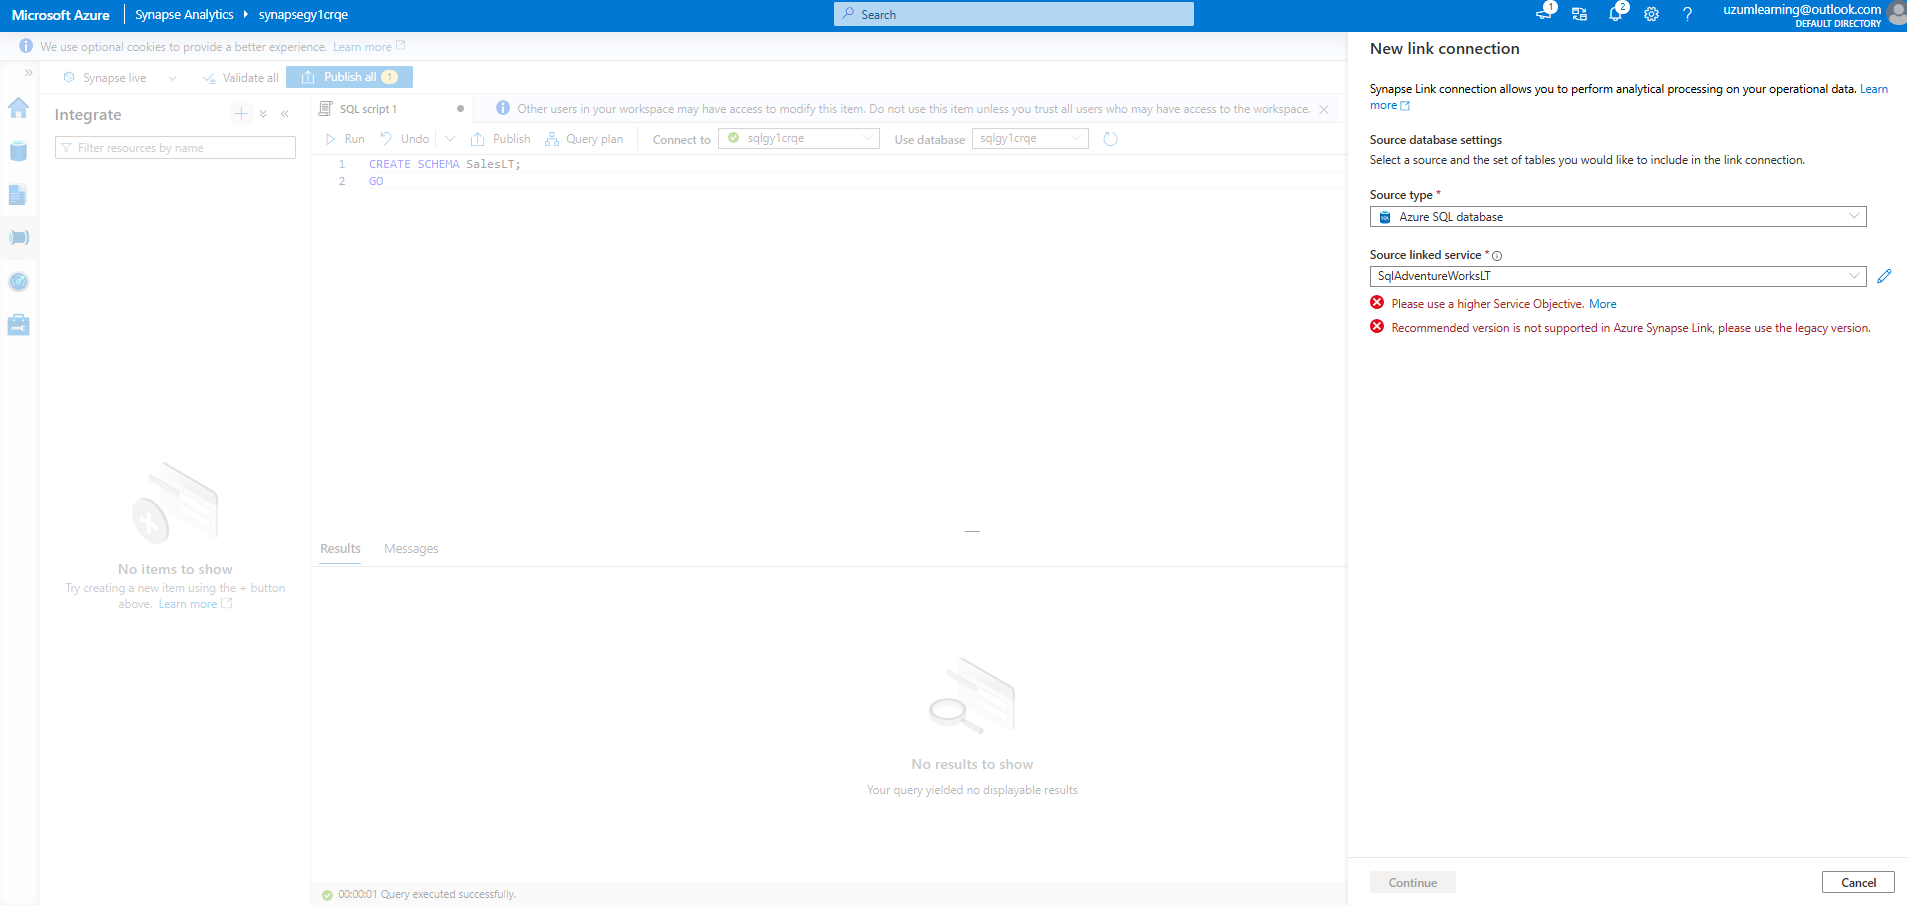 Microsoft Azure
Synapse Analytics
synapsegy1crqe
Search
1
2
uzumlearning@outlook.com
DEFAULT DIRECTORY
We use optional cookies to provide a better experience. Learn more
Synapse live
Validate all
Publish all 1
Integrate
Filter resources by name
No items to show
Try creating a new item using the + button
above. Learn more
SQL script 1
Other users in your workspace may have access to modify this item. Do not use this item unless you trust all users who may have access to the workspace.
Run
Undo
Publish
Query plan
Connect to
sqlgy1crqe
Use database
sqlgy1crqe
1 CREATE SCHEMA SalesLT;
2 GO
Results
Messages
No results to show
Your query yielded no displayable results
00:00:01 Query executed successfully.
New link connection
Synapse Link connection allows you to perform analytical processing on your operational data. Learn
more
Source database settings
Select a source and the set of tables you would like to include in the link connection.
Source type *
Azure SQL database
Source linked service *
SqlAdventureWorksLT
Please use a higher Service Objective. More
Recommended version is not supported in Azure Synapse Link, please use the legacy version.
Continue
Cancel